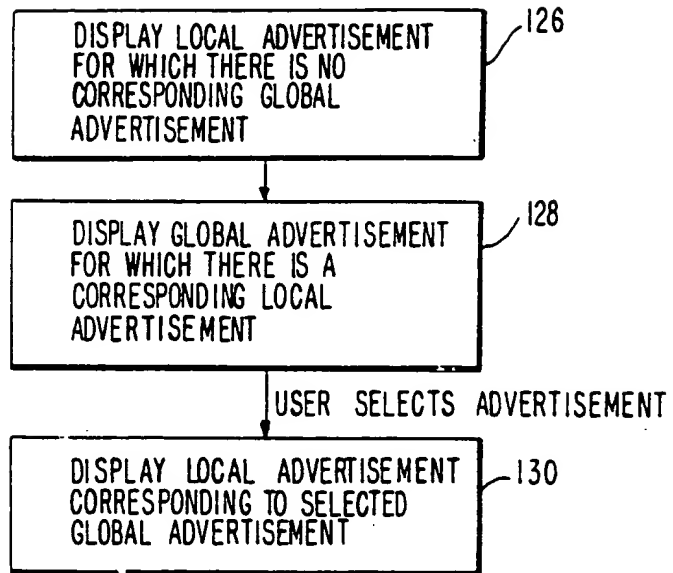 DISPLAY LOCAL ADVERTISEMENT
FOR WHICH THERE IS NO
CORRESPONDING GLOBAL
ADVERTISEMENT
126
DISPLAY GLOBAL ADVERTISEMENT
FOR WHICH THERE IS A
CORRESPONDING LOCAL
ADVERTISEMENT
128
USER SELECTS ADVERTISEMENT
DISPLAY LOCAL ADVERTISEMENT
CORRESPONDING TO SELECTED
GLOBAL ADVERTISEMENT
130